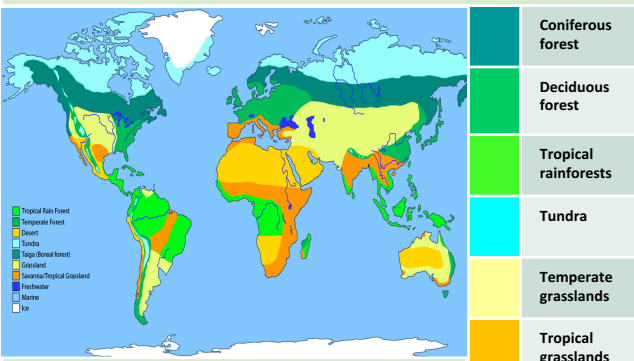 Tropical Rain Forest
Temperate Forest
Desert
Tundra
Taiga (Boreal forest)
Grassland
Savanna/Tropical Grassland
Freshwater
Marine
Ice
Coniferous
forest
Deciduous
forest
Tropical
rainforests
Tundra
Temperate
grasslands
Tropical
grasslands